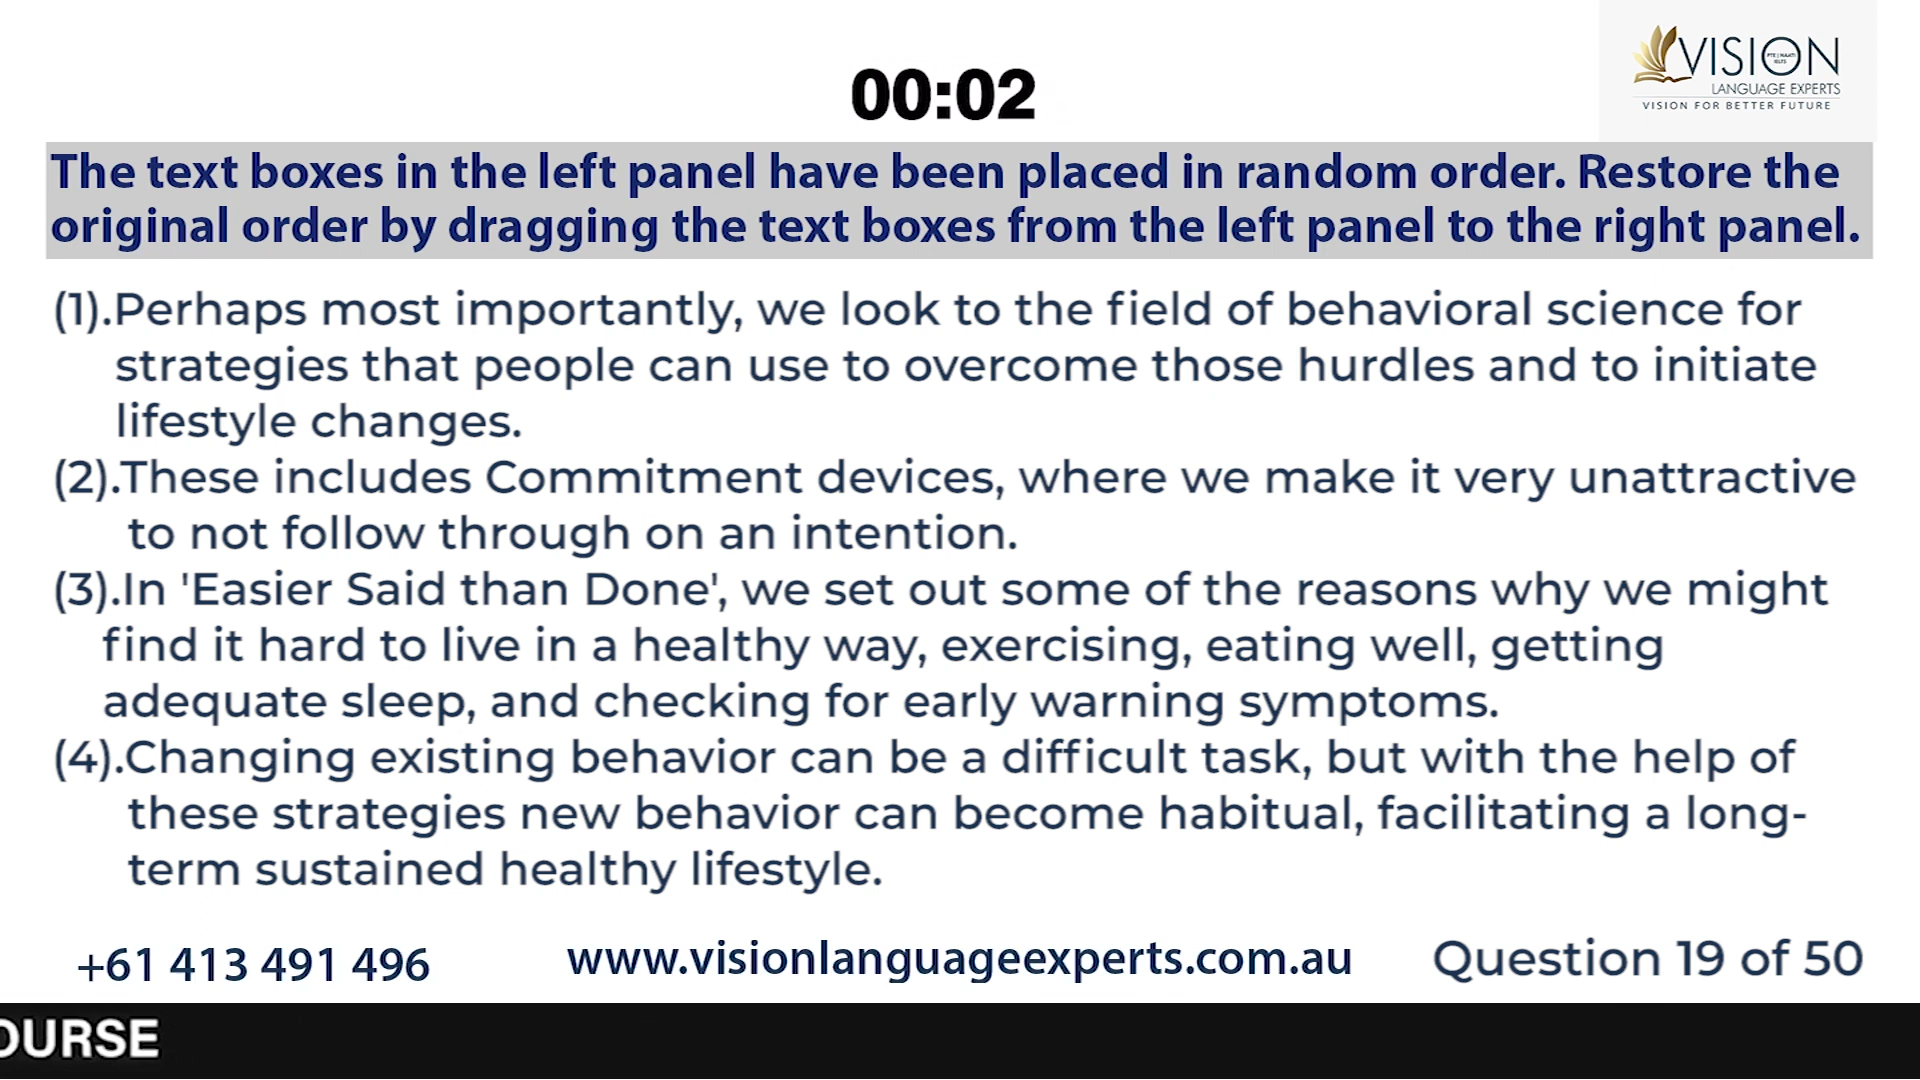 VISION
PTE | NAATI
IELTS
LANGUAGE EXPERTS
VISION FOR BETTER FUTURE
00:02
The text boxes in the left panel have been placed in random order. Restore the
original order by dragging the text boxes from the left panel to the right panel.
(1).Perhaps most importantly, we look to the field of behavioral science for
strategies that people can use to overcome those hurdles and to initiate
lifestyle changes.
(2).These includes Commitment devices, where we make it very unattractive
to not follow through on an intention.
(3).In 'Easier Said than Done', we set out some of the reasons why we might
find it hard to live in a healthy way, exercising, eating well, getting
adequate sleep, and checking for early warning symptoms.
(4).Changing existing behavior can be a difficult task, but with the help of
these strategies new behavior can become habitual, facilitating a long-
term sustained healthy lifestyle.
+61 413 491 496
www.visionlanguageexperts.com.au
Question 19 of 50
OURSE